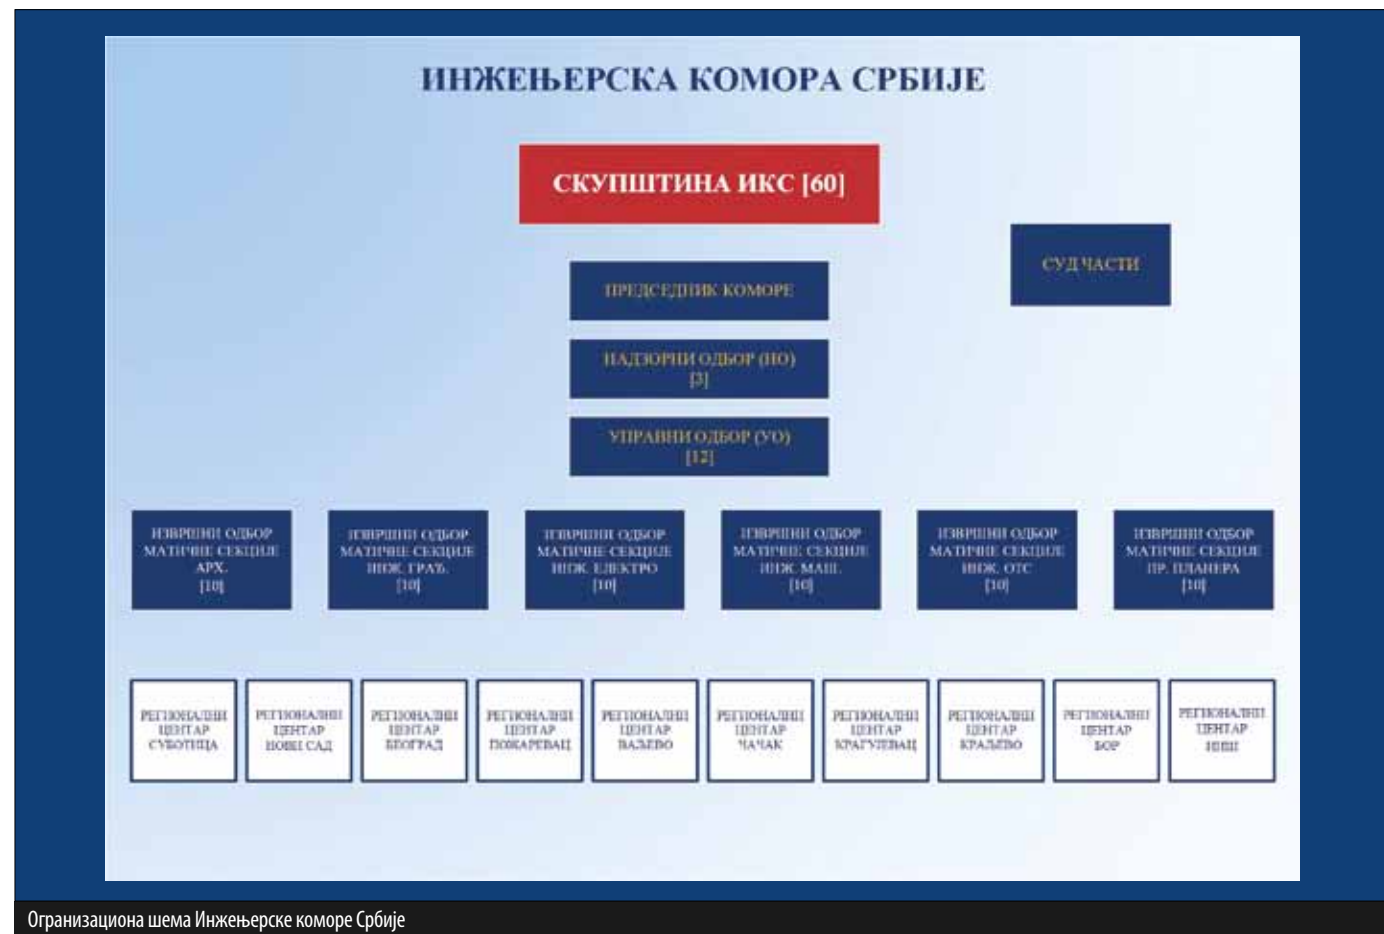 ИНЖЕЊЕРСКА КОМОРА СРБИЈЕ
СКУПШТИНА ИКС [60]
СУД ЧАСТИ
ПРЕДСЕДНИК КОМОРЕ
НАДЗОРНИ ОДБОР (НО)
[3]
УПРАВНИ ОДБОР (УО)
[12]
ИЗВРШНИ ОДБОР
МАТИЧНЕ СЕКЦИЈЕ
АРХ.
[10]
ИЗВРШНИ ОДБОР
МАТИЧНЕ СЕКЦИЈЕ
ИНЖ. ГРАЂ.
[10]
ИЗВРШНИ ОДБОР
МАТИЧНЕ СЕКЦИЈЕ
ИНЖ. ЕЛЕКТРО
[10]
ИЗВРШНИ ОДБОР
МАТИЧНЕ СЕКЦИЈЕ
ИНЖ. МАШ.
[10]
ИЗВРШНИ ОДБОР
МАТИЧНЕ СЕКЦИЈЕ
ИНЖ. ОТС
[10]
ИЗВРШНИ ОДБОР
МАТИЧНЕ СЕКЦИЈЕ
ПР. ПЛАНЕРА
[10]
РЕГИОНАЛНИ
ЦЕНТАР
СУБОТИЦА
РЕГИОНАЛНИ
ЦЕНТАР
НОВИ САД
РЕГИОНАЛНИ
ЦЕНТАР
БЕОГРАД
РЕГИОНАЛНИ
ЦЕНТАР
ПОЖАРЕВАЦ
РЕГИОНАЛНИ
ЦЕНТАР
ВАЉЕВО
РЕГИОНАЛНИ
ЦЕНТАР
ЧАЧАК
РЕГИОНАЛНИ
ЦЕНТАР
КРАГУЈЕВАЦ
РЕГИОНАЛНИ
ЦЕНТАР
КРАЉЕВО
РЕГИОНАЛНИ
ЦЕНТАР
БОР
РЕГИОНАЛНИ
ЦЕНТАР
НИШ
Огранизациона шема Инжењерске коморе Србије